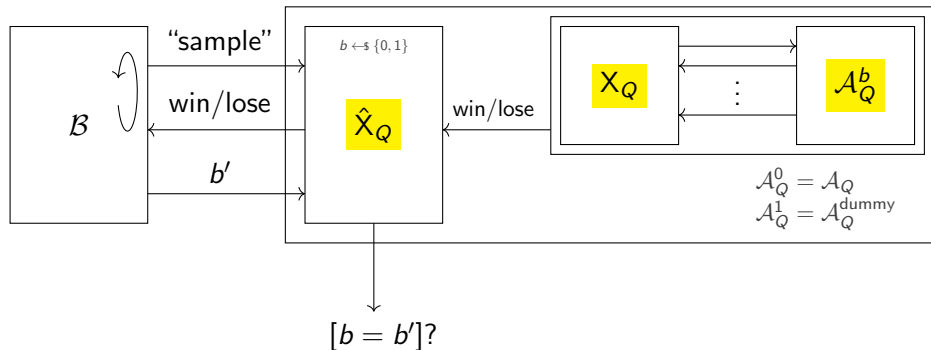 “sample”
win/lose
b′
B
b ←$ {0, 1}
X̂_Q
win/lose
X_Q
⋮
𝒜_Q^b
𝒜_Q^0 = 𝒜_Q
𝒜_Q^1 = 𝒜_Q^dummy
[b = b′]?